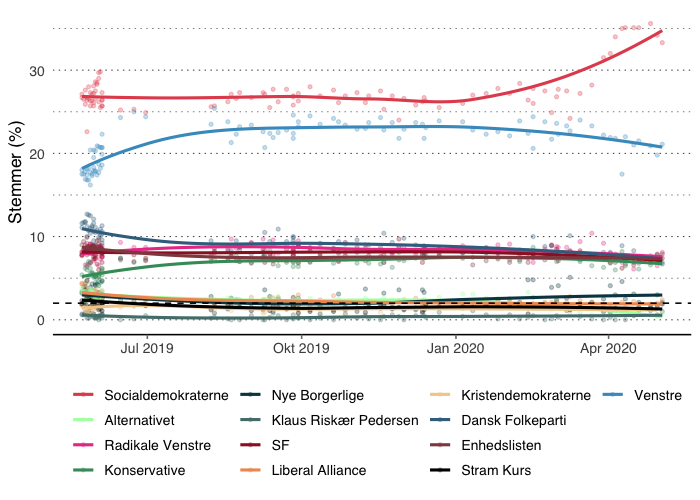 Stemmer (%)
30
20
10
0
Jul 2019 Okt 2019 Jan 2020 Apr 2020
Socialdemokraterne Nye Borgerlige Kristendemokraterne Venstre
Alternativet Klaus Riskær Pedersen Dansk Folkeparti
Radikale Venstre SF Enhedslisten
Konservative Liberal Alliance Stram Kurs